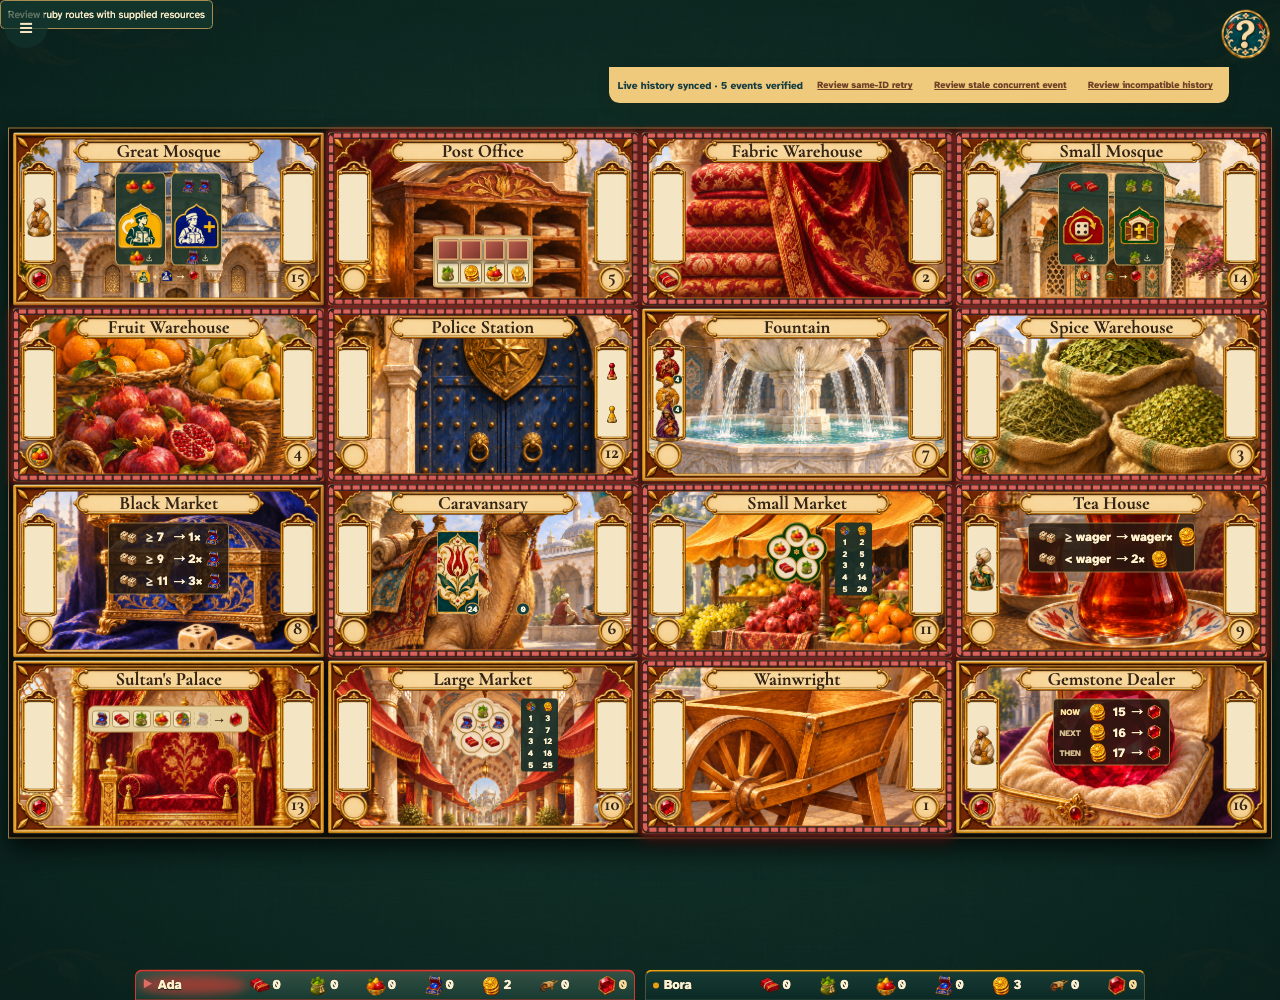 Review ruby routes with supplied resources
Live history synced · 5 events verified
Review same-ID retry
Review stale concurrent event
Review incompatible history
?
Great Mosque
15
Post Office
5
Fabric Warehouse
2
Small Mosque
14
Fruit Warehouse
4
Police Station
12
Fountain
4
4
7
Spice Warehouse
3
Black Market
≥ 7 → 1×
≥ 9 → 2×
≥ 11 → 3×
8
Caravansary
24
0
6
Small Market
1 2
2 5
3 9
4 14
5 20
11
Tea House
≥ wager → wager×
< wager → 2×
9
Sultan's Palace
→
13
Large Market
1 3
2 7
3 12
4 18
5 25
10
Wainwright
1
Gemstone Dealer
NOW 15 →
NEXT 16 →
THEN 17 →
16
Ada 0 0 0 0 2 0 0
Bora 0 0 0 0 3 0 0